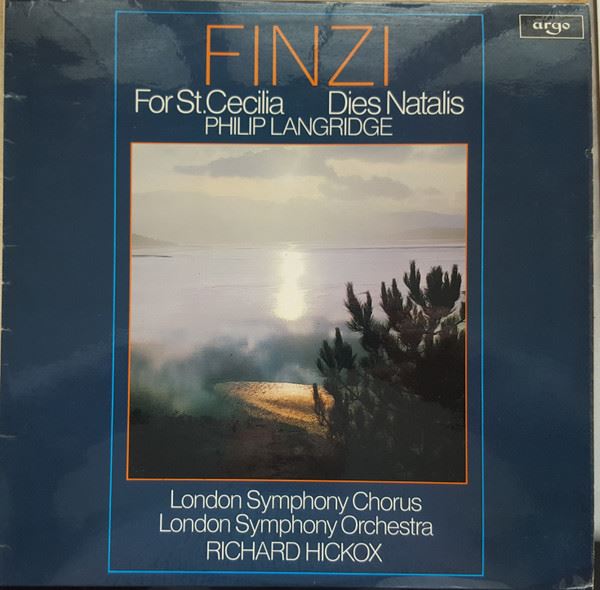 argo
FINZI
For St.Cecilia Dies Natalis
PHILIP LANGRIDGE
London Symphony Chorus
London Symphony Orchestra
RICHARD HICKOX